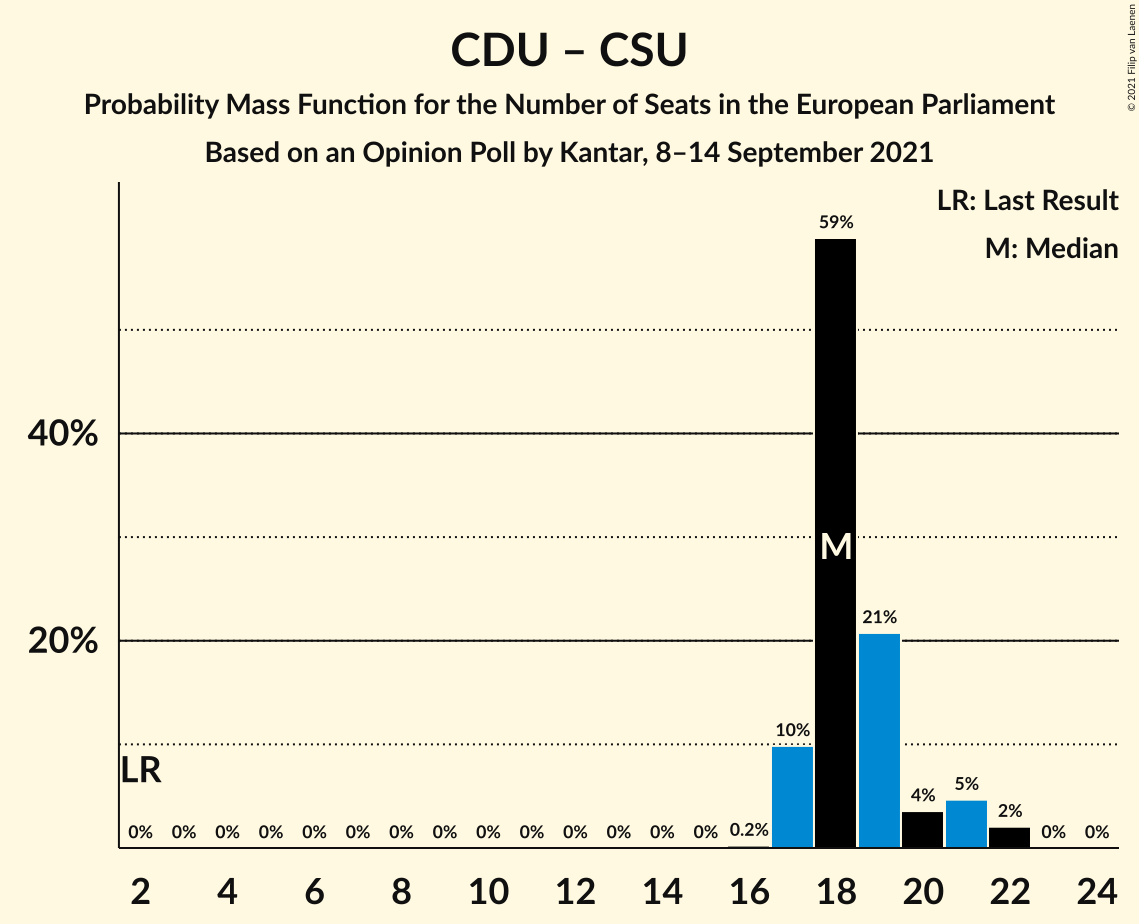 CDU – CSU
Probability Mass Function for the Number of Seats in the European Parliament
Based on an Opinion Poll by Kantar, 8–14 September 2021
© 2021 Filip van Laenen
LR: Last Result
M: Median
59%
40%
M
21%
20%
10%
LR
5%
4%
2%
0% 0% 0% 0% 0% 0% 0% 0% 0% 0% 0% 0% 0% 0% 0.2% 0% 0%
2 4 6 8 10 12 14 16 18 20 22 24